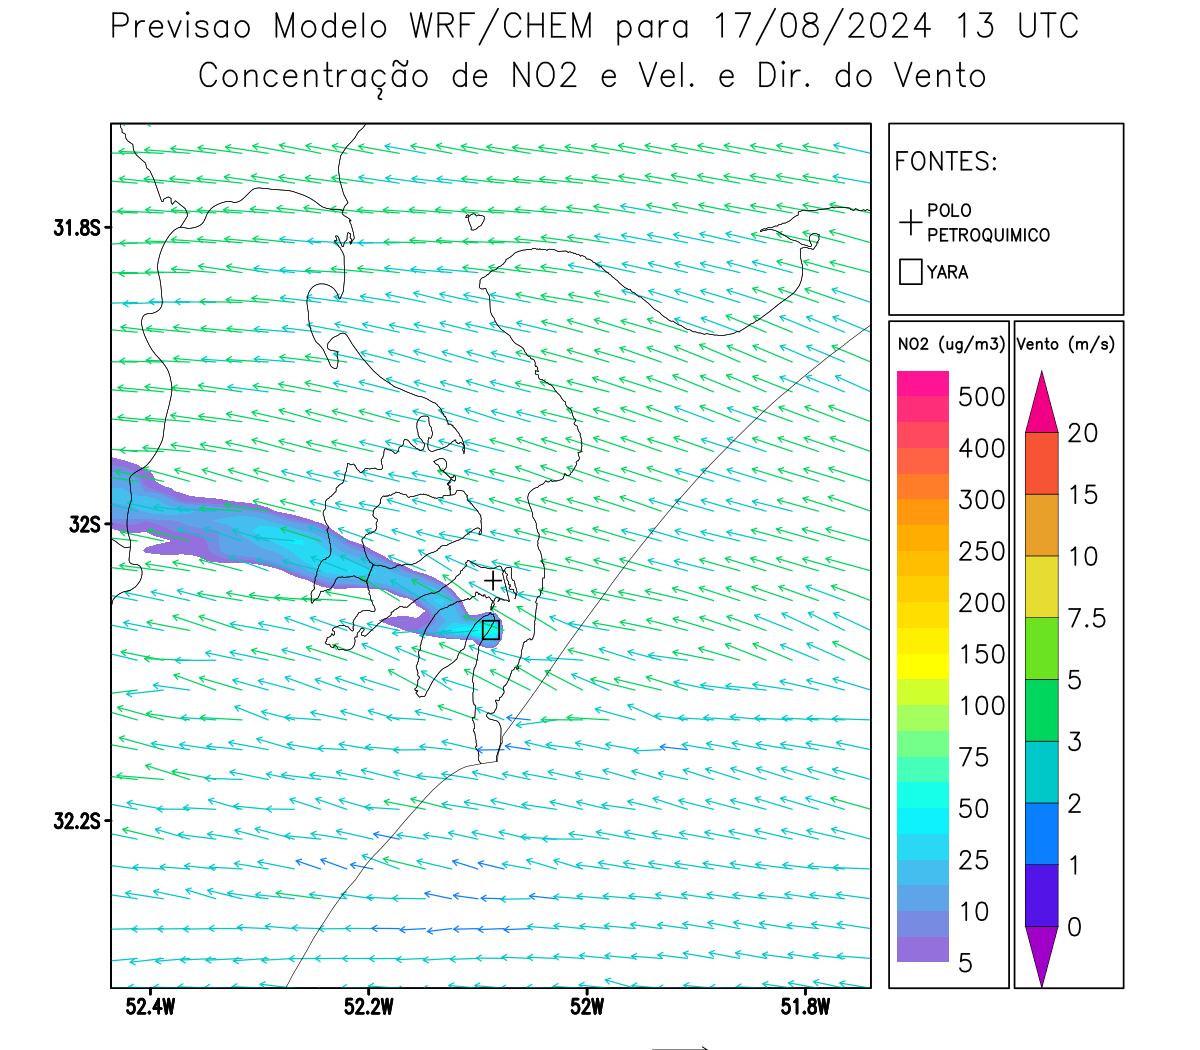 Previsao Modelo WRF/CHEM para 17/08/2024 13 UTC
Concentração de NO2 e Vel. e Dir. do Vento
FONTES:
POLO
PETROQUIMICO
YARA
31.8S
32S
32.2S
52.4W
52.2W
52W
51.8W
NO2 (ug/m3)
500
400
300
250
200
150
100
75
50
25
10
5
Vento (m/s)
20
15
10
7.5
5
3
2
1
0